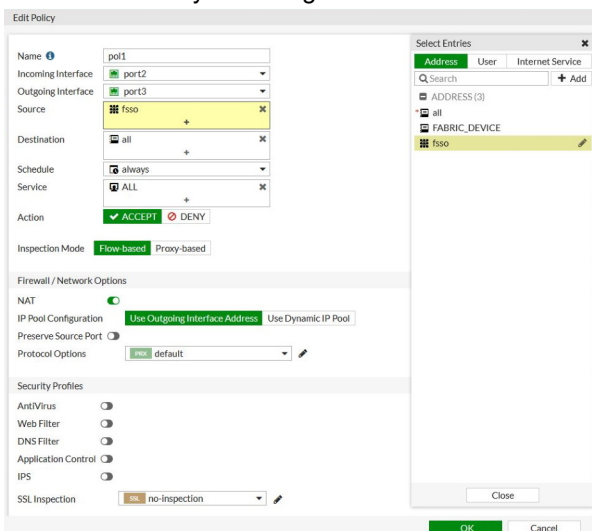 Edit Policy
Name pol1
Incoming Interface port2
Outgoing Interface port3
Source fsso
+
Destination all
+
Schedule always
Service ALL
+
Action ACCEPT DENY
Inspection Mode Flow-based Proxy-based
Firewall / Network Options
NAT
IP Pool Configuration Use Outgoing Interface Address Use Dynamic IP Pool
Preserve Source Port
Protocol Options PRX default
Security Profiles
AntiVirus
Web Filter
DNS Filter
Application Control
IPS
SSL Inspection SSL no-inspection
Select Entries
Address User Internet Service
Search + Add
ADDRESS (3)
all
FABRIC_DEVICE
fsso
Close
OK Cancel